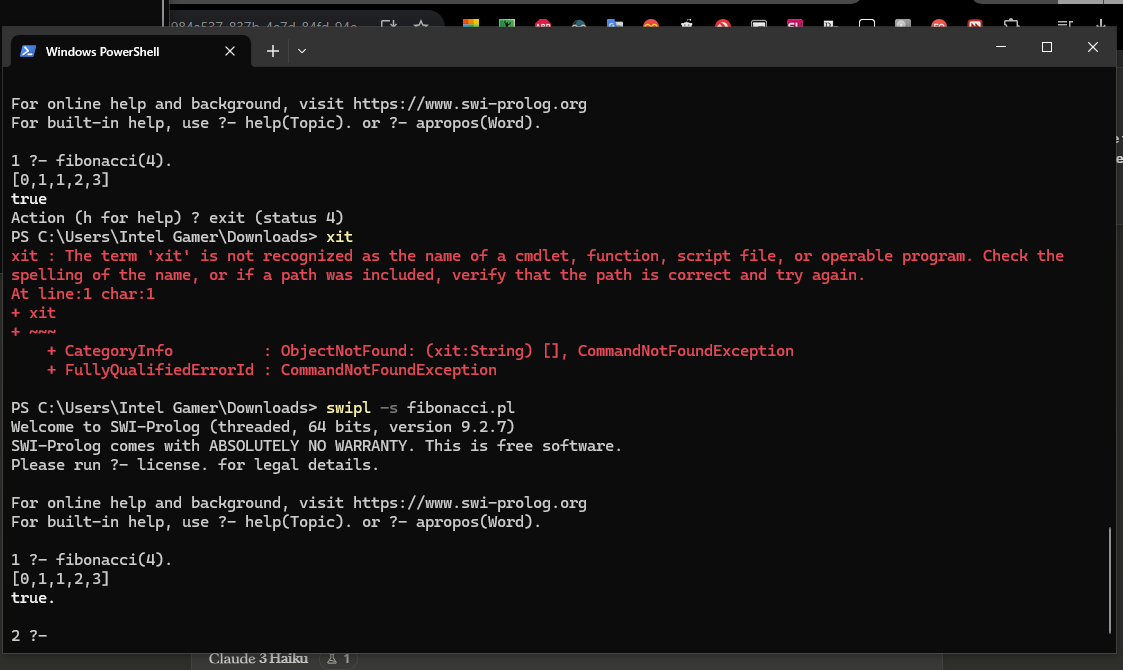 Windows PowerShell
For online help and background, visit https://www.swi-prolog.org
For built-in help, use ?- help(Topic). or ?- apropos(Word).
1 ?- fibonacci(4).
[0,1,1,2,3]
true
Action (h for help) ? exit (status 4)
PS C:\Users\Intel Gamer\Downloads> xit
xit : The term 'xit' is not recognized as the name of a cmdlet, function, script file, or operable program. Check the
spelling of the name, or if a path was included, verify that the path is correct and try again.
At line:1 char:1
+ xit
+ ~~~
    + CategoryInfo          : ObjectNotFound: (xit:String) [], CommandNotFoundException
    + FullyQualifiedErrorId : CommandNotFoundException
PS C:\Users\Intel Gamer\Downloads> swipl -s fibonacci.pl
Welcome to SWI-Prolog (threaded, 64 bits, version 9.2.7)
SWI-Prolog comes with ABSOLUTELY NO WARRANTY. This is free software.
Please run ?- license. for legal details.
For online help and background, visit https://www.swi-prolog.org
For built-in help, use ?- help(Topic). or ?- apropos(Word).
1 ?- fibonacci(4).
[0,1,1,2,3]
true.
2 ?-
Claude 3 Haiku 1